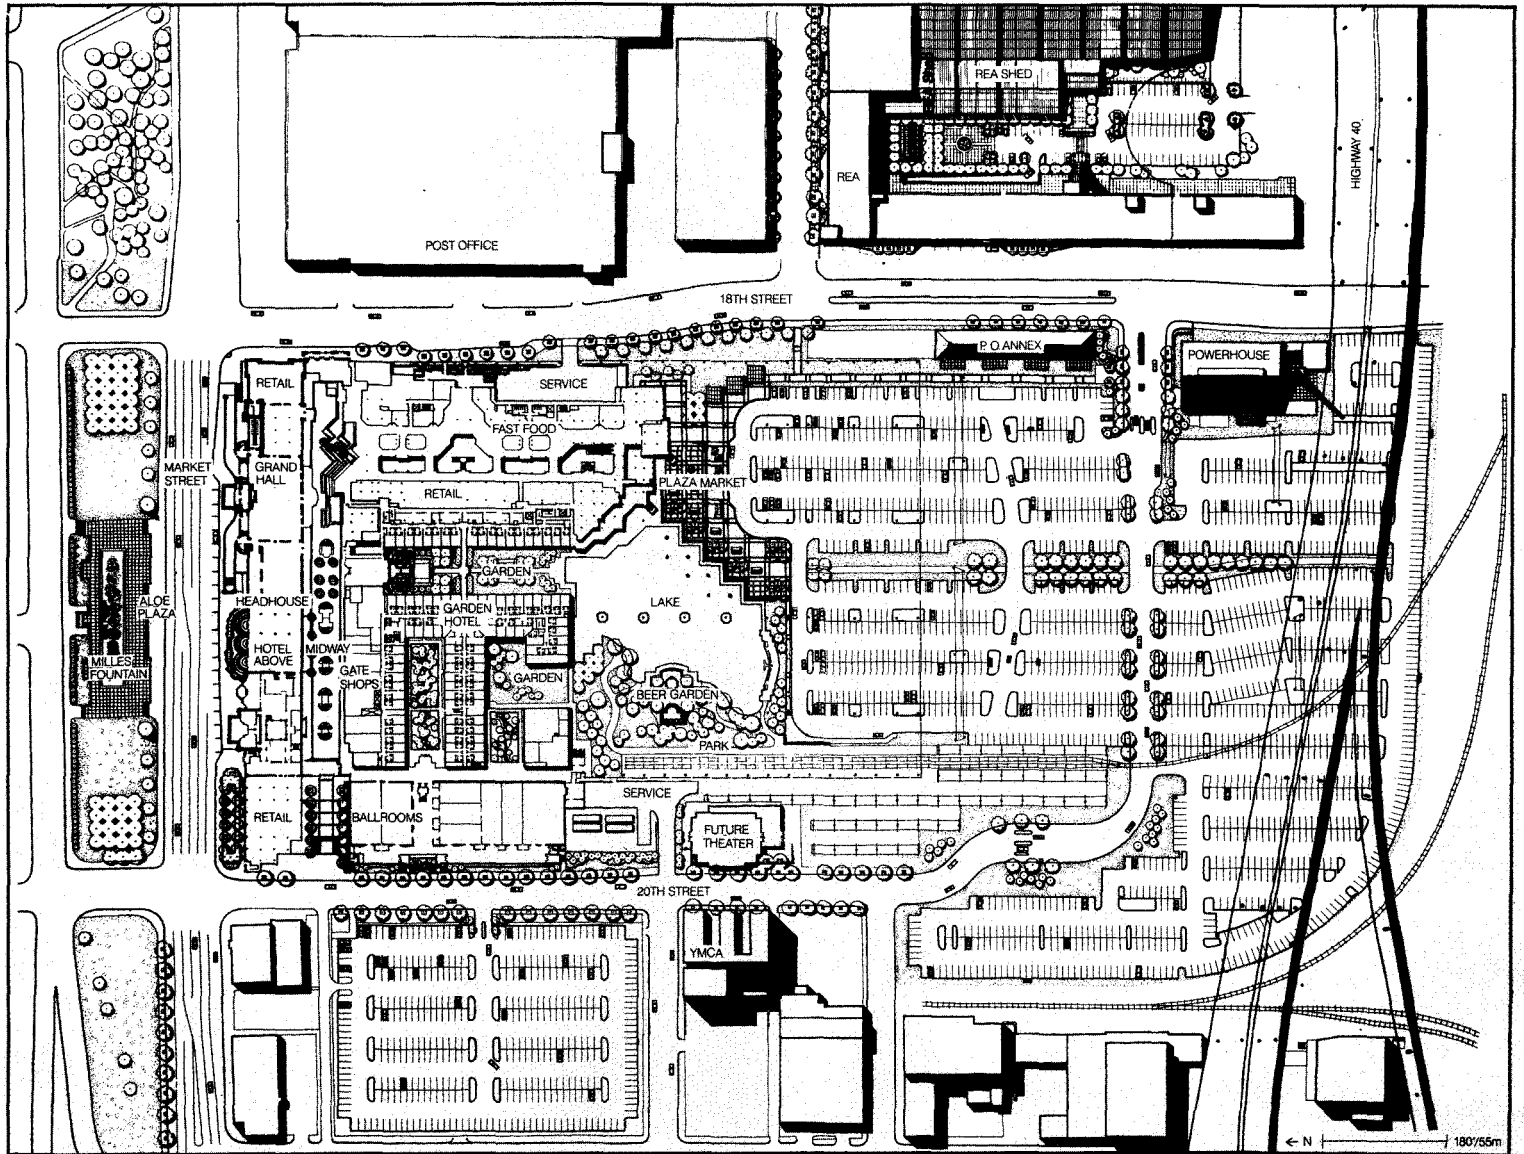 REA SHED
HIGHWAY 40
REA
POST OFFICE
18TH STREET
P.O. ANNEX
POWERHOUSE
RETAIL
SERVICE
FAST FOOD
MARKET
STREET
GRAND
HALL
RETAIL
PLAZA MARKET
GARDEN
ALOE
PLAZA
HEADHOUSE
GARDEN
HOTEL
LAKE
HOTEL
ABOVE
MIDWAY
MILLES
FOUNTAIN
GATE
SHOPS
GARDEN
BEER GARDEN
PARK
SERVICE
RETAIL
BALLROOMS
FUTURE
THEATER
20TH STREET
YMCA
← N
180'/55m